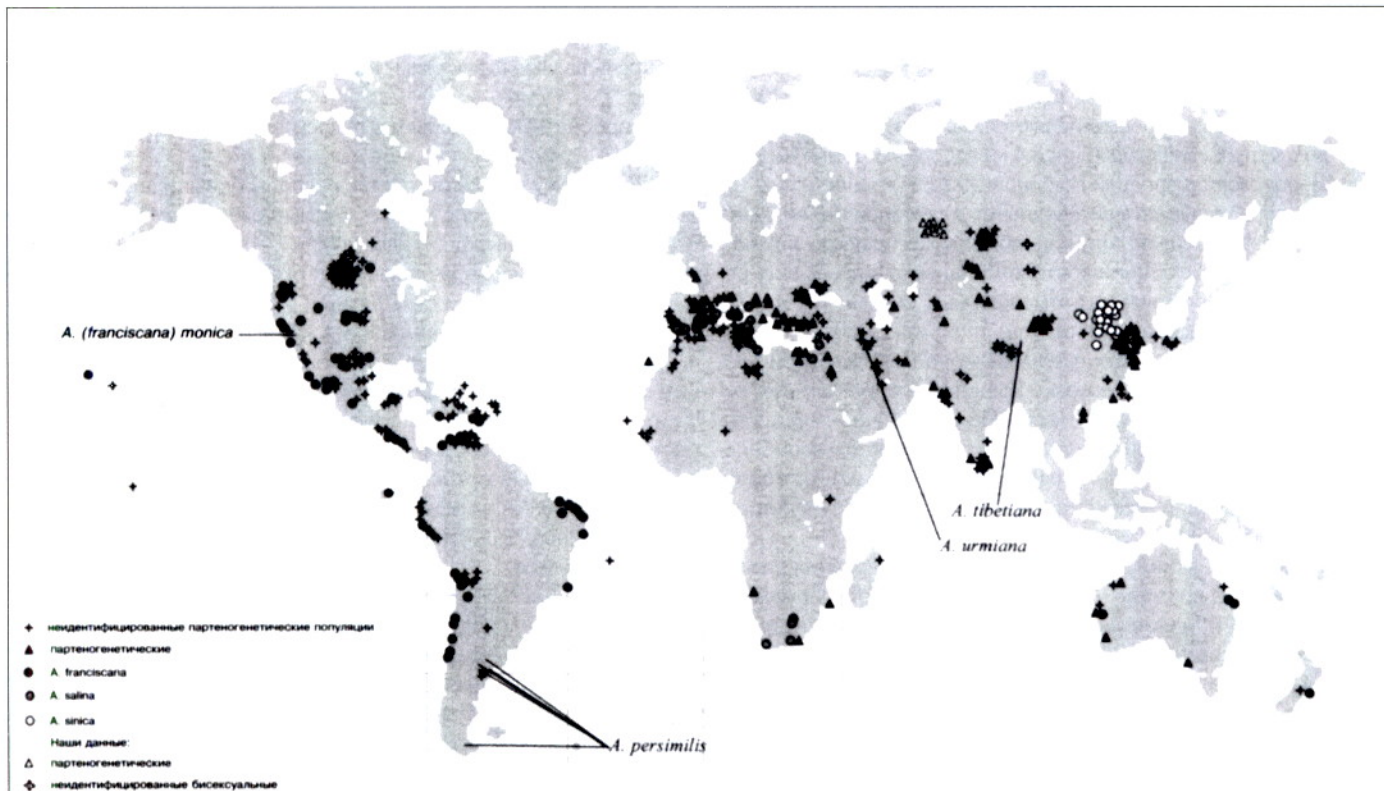 A. (franciscana) monica
A. tibetiana
A. urmiana
неидентифицированные партеногенетические популяции
партеногенетические
A. franciscana
A. salina
A. sinica
Наши данные:
партеногенетические
неидентифицированные бисексуальные
A. persimilis